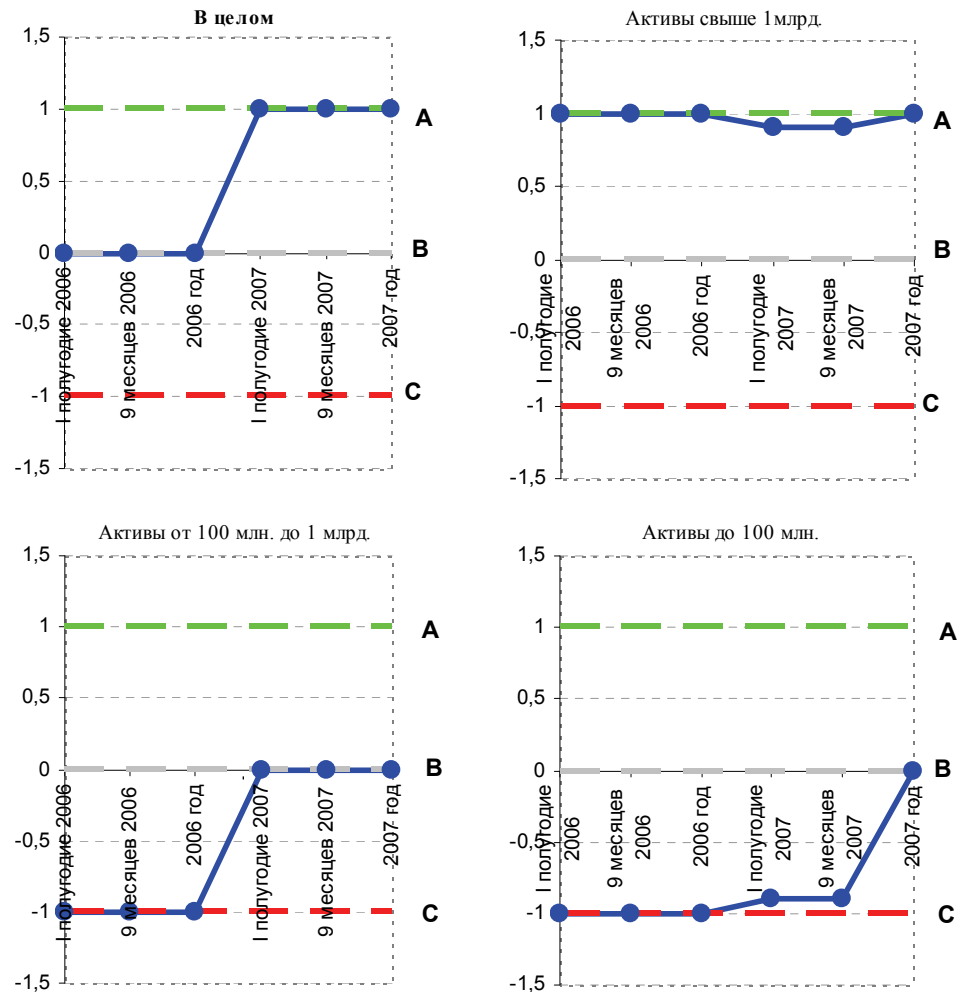 В целом
1,5
1
0,5
0
-0,5
-1
-1,5
I полугодие 2006
9 месяцев 2006
2006 год
I полугодие 2007
9 месяцев 2007
2007 год
A
B
C
Активы свыше 1млрд.
1,5
1
0,5
0
-0,5
-1
-1,5
I полугодие
2006
9 месяцев
2006
2006 год
I полугодие
2007
9 месяцев
2007
2007 год
A
B
C
Активы от 100 млн. до 1 млрд.
1,5
1
0,5
0
-0,5
-1
-1,5
I полугодие 2006
9 месяцев 2006
2006 год
I полугодие 2007
9 месяцев 2007
2007 год
A
B
C
Активы до 100 млн.
1,5
1
0,5
0
-0,5
-1
-1,5
I полугодие
2006
9 месяцев
2006
2006 год
I полугодие
2007
9 месяцев
2007
2007 год
A
B
C